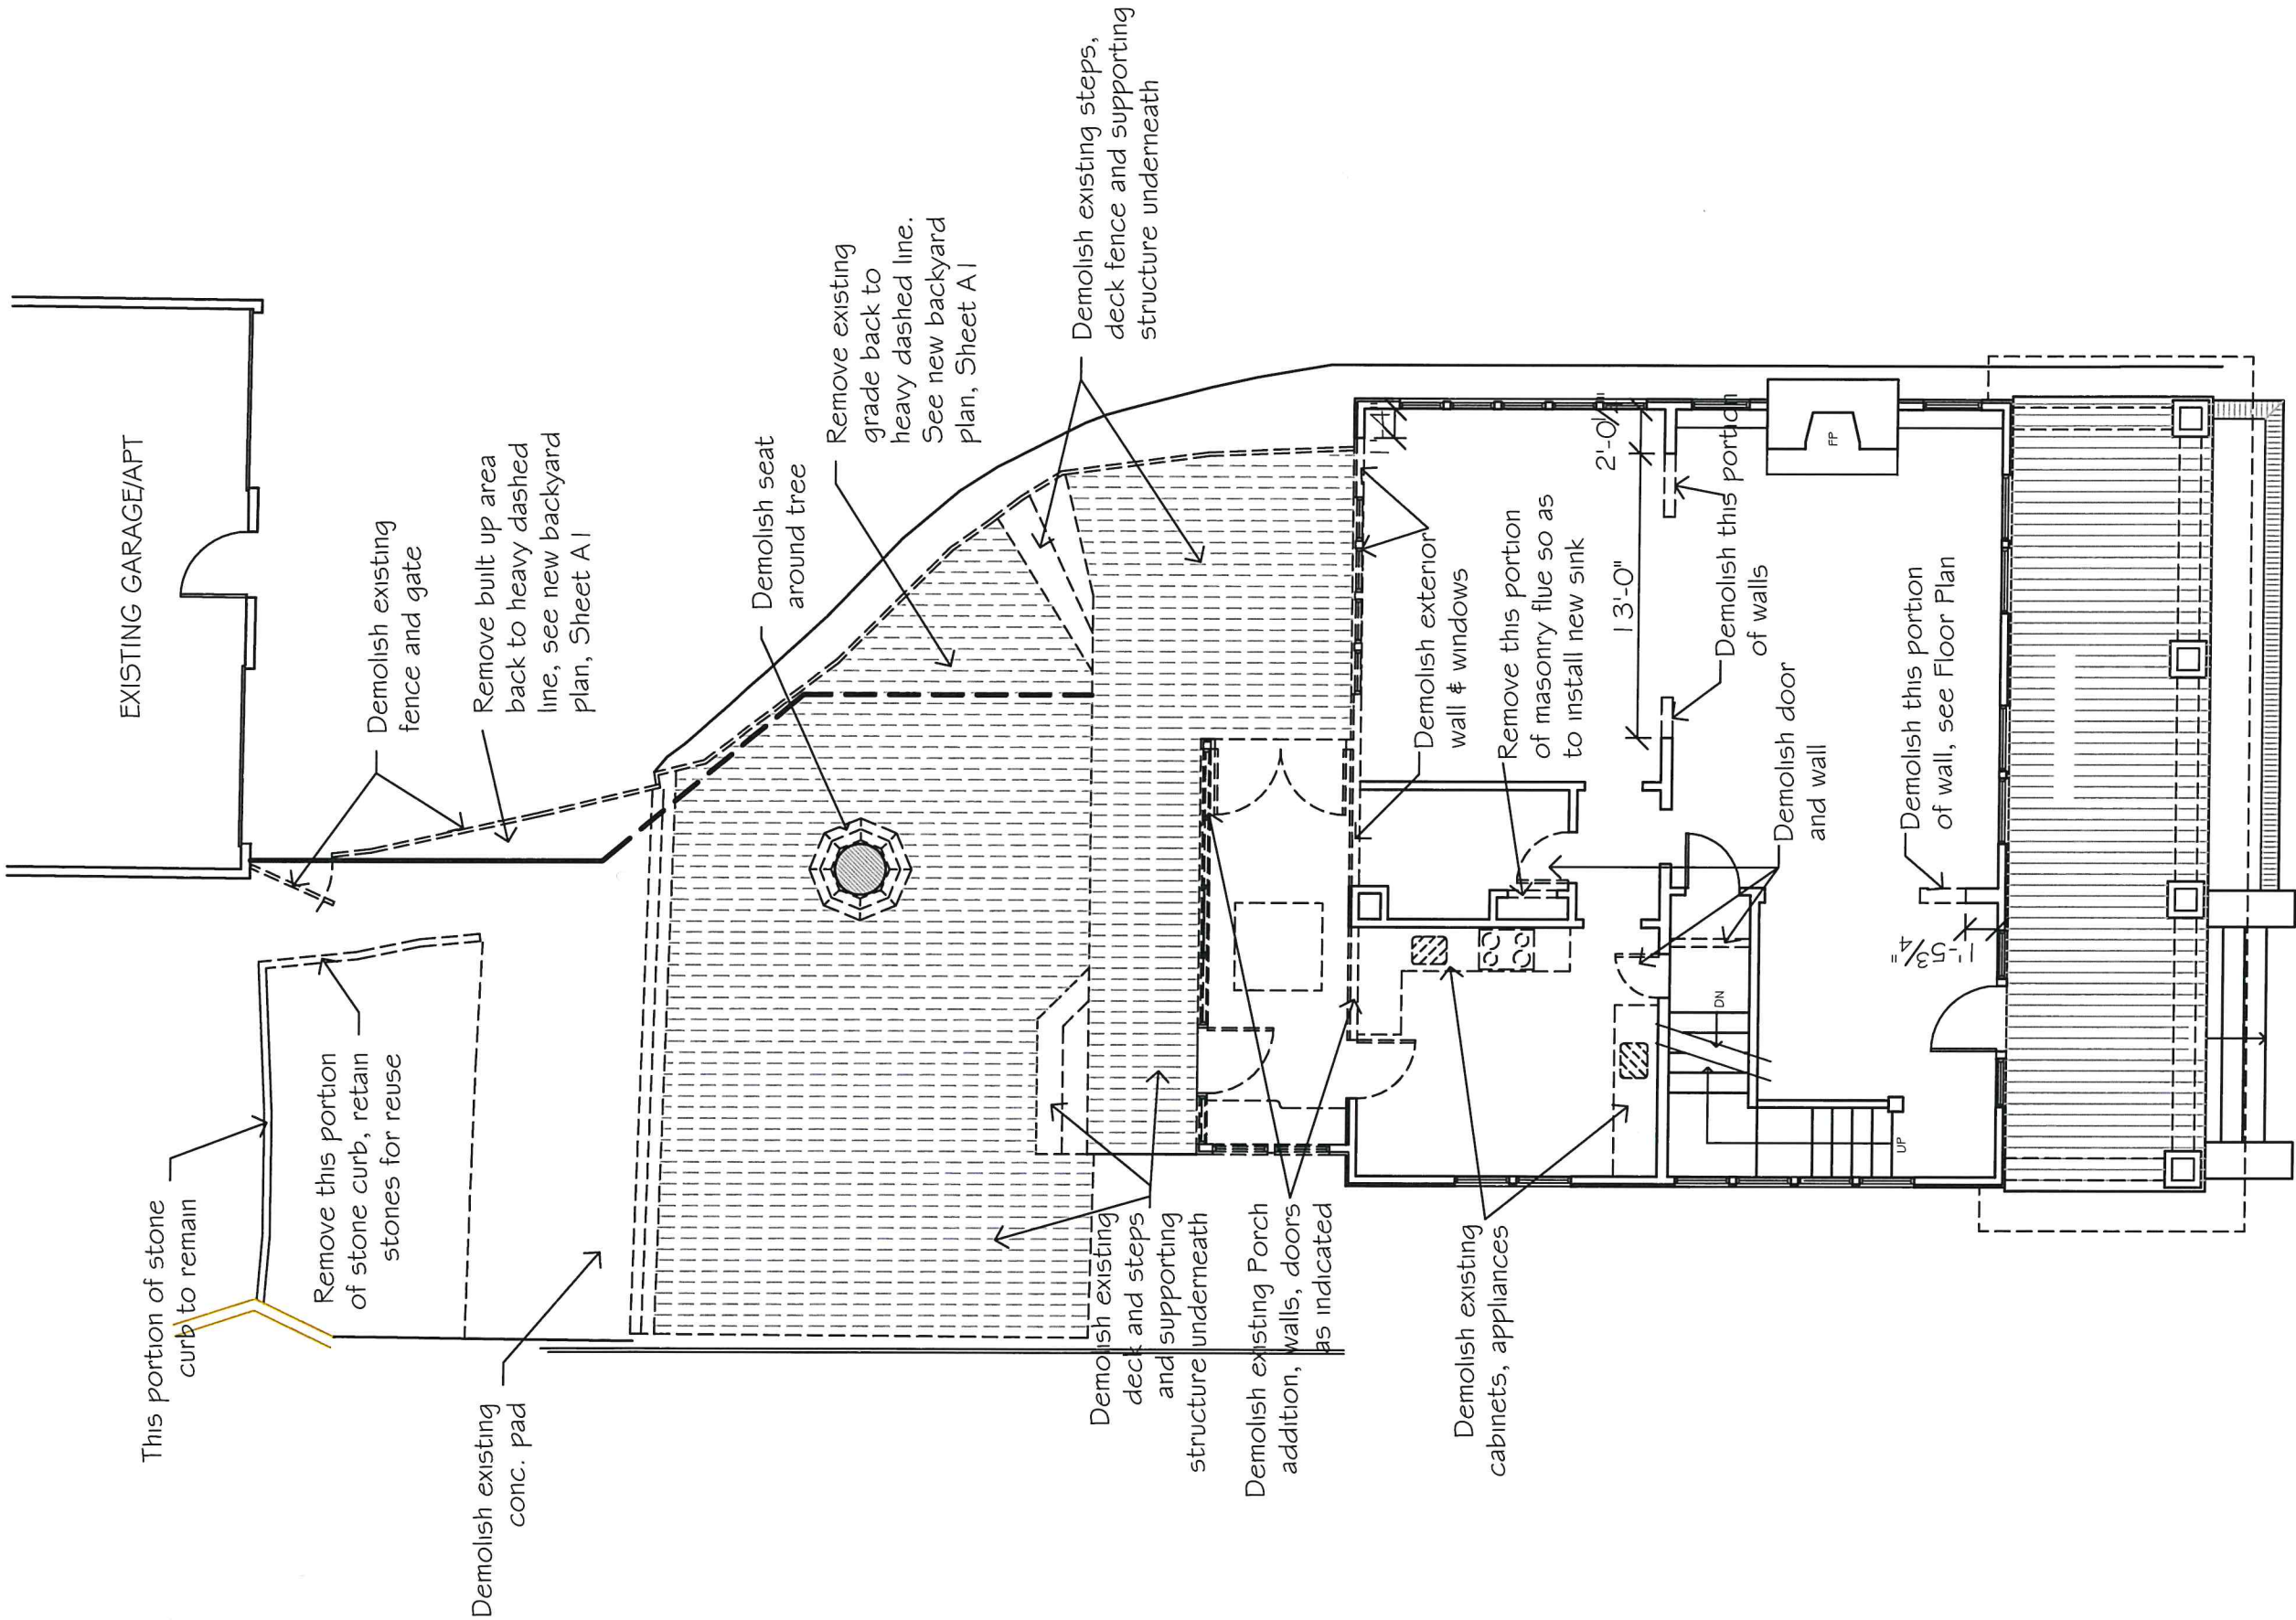 This portion of stone
curb to remain
Remove this portion
of stone curb, retain
stones for reuse
Demolish existing
conc. pad
EXISTING GARAGE/APT
Demolish existing
fence and gate
Remove built up area
back to heavy dashed
line, see new backyard
plan, Sheet A1
Demolish seat
around tree
Remove existing
grade back to
heavy dashed line.
See new backyard
plan, Sheet A1
Demolish existing steps,
deck fence and supporting
structure underneath
Demolish existing
deck and steps
and supporting
structure underneath
Demolish existing Porch
addition, walls, doors
as indicated
Demolish existing
cabinets, appliances
Demolish exterior
wall & windows
Remove this portion
of masonry flue so as
to install new sink
2'-0"
13'-0"
Demolish this portion
of walls
Demolish door
and wall
Demolish this portion
of wall, see Floor Plan
1'-5 3/4"
FP
DN
UP